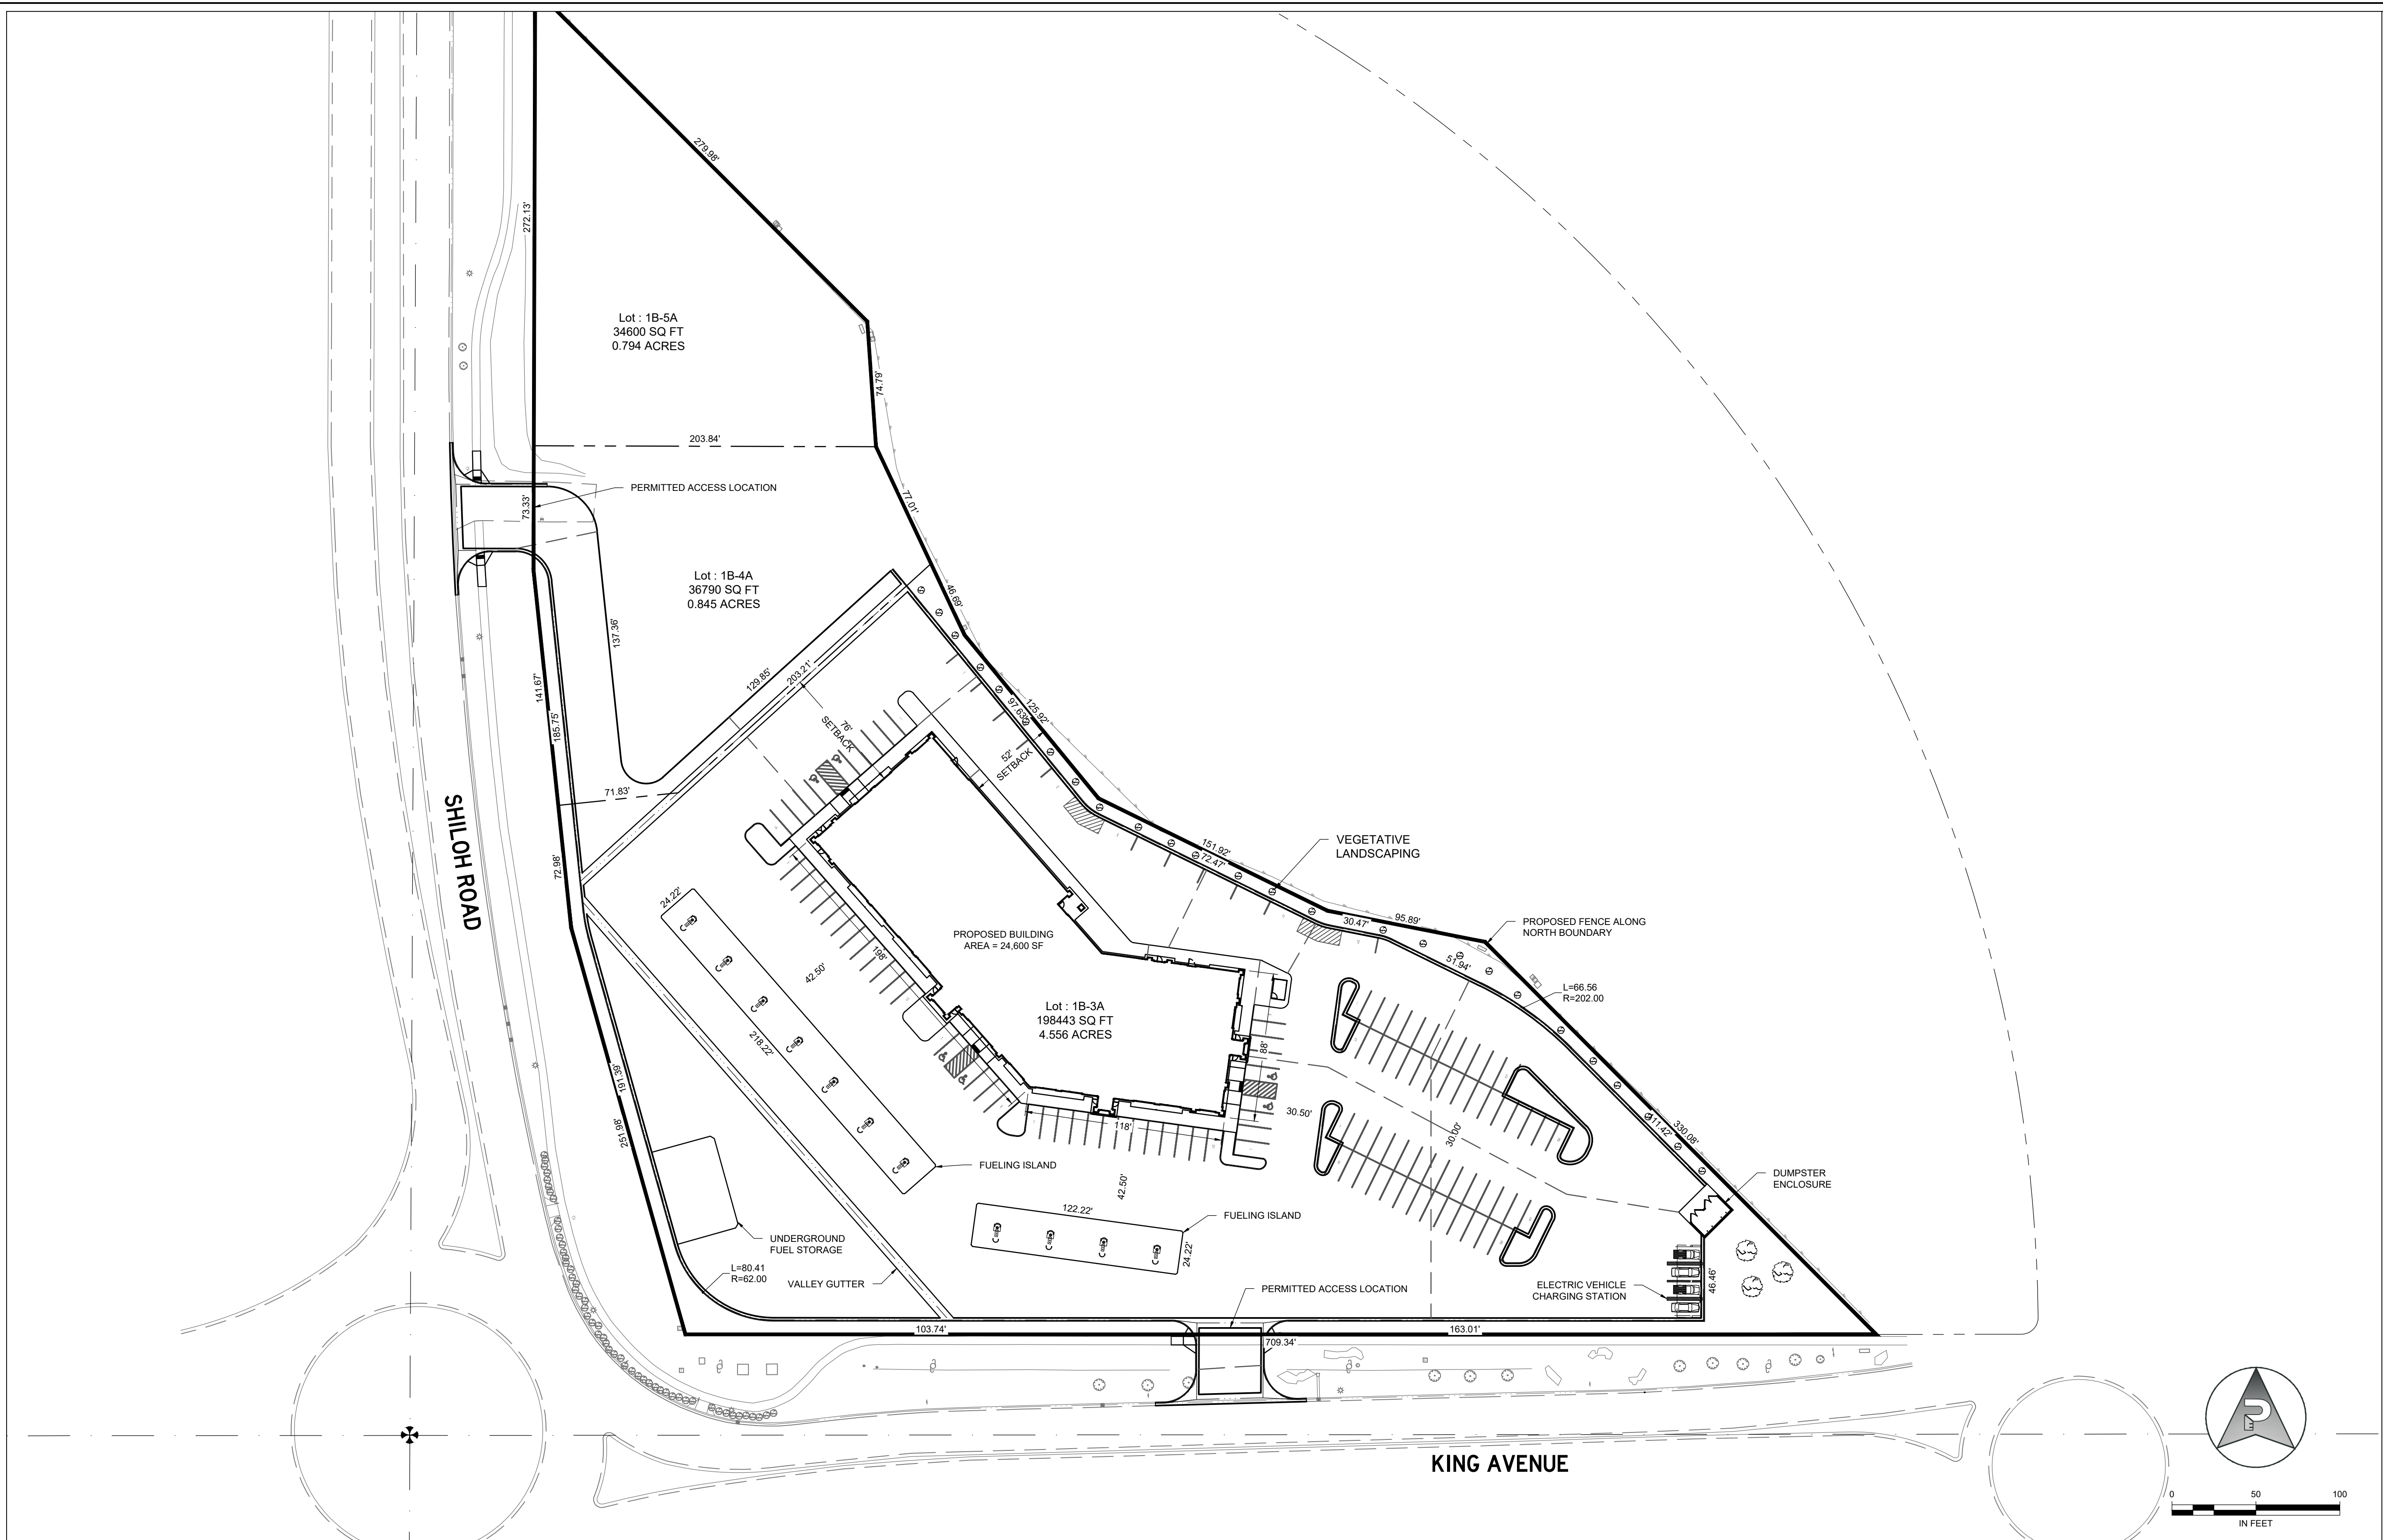 279.98'
272.13'
Lot : 1B-5A
34600 SQ FT
0.794 ACRES
74.79'
203.84'
PERMITTED ACCESS LOCATION
73.33'
77.01'
Lot : 1B-4A
36790 SQ FT
0.845 ACRES
46.69'
137.36'
129.85'
203.21'
141.67'
185.75'
76'
SETBACK
97.63'
125.92'
52'
SETBACK
71.83'
SHILOH ROAD
72.98'
151.92'
72.47'
VEGETATIVE
LANDSCAPING
24.22'
30.47'
95.89'
PROPOSED FENCE ALONG
NORTH BOUNDARY
PROPOSED BUILDING
AREA = 24,600 SF
198'
42.50'
51.94'
L=66.56
R=202.00
Lot : 1B-3A
198443 SQ FT
4.556 ACRES
218.22'
88'
191.39'
251.98'
30.50'
118'
30.00'
111.42'
330.08'
FUELING ISLAND
DUMPSTER
ENCLOSURE
42.50'
122.22'
FUELING ISLAND
24.22'
UNDERGROUND
FUEL STORAGE
L=80.41
R=62.00
VALLEY GUTTER
PERMITTED ACCESS LOCATION
ELECTRIC VEHICLE
CHARGING STATION
46.46'
103.74'
163.01'
709.34'
KING AVENUE
0 50 100
IN FEET